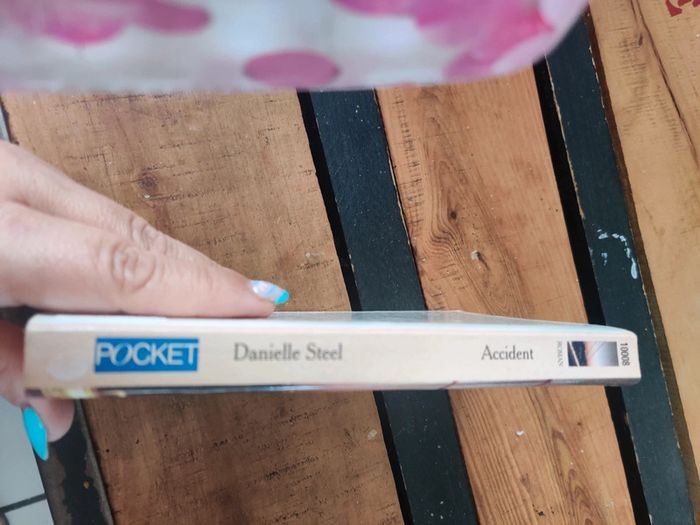 POCKET
Danielle Steel
Accident
ROMAN
10008